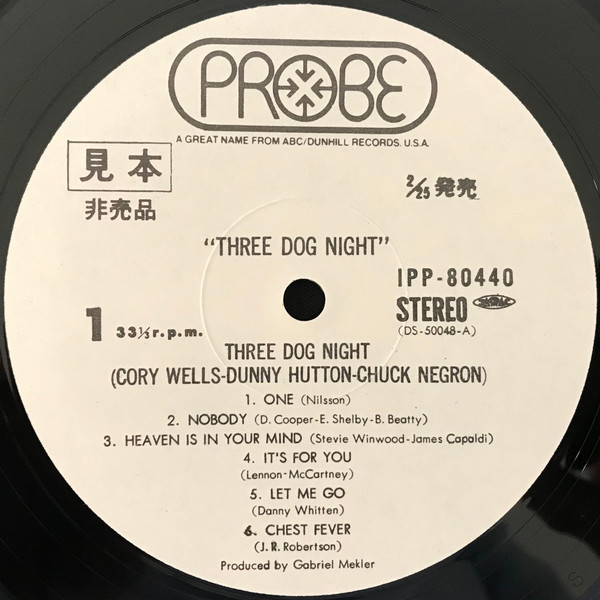 PROBE
A GREAT NAME FROM ABC/DUNHILL RECORDS. U.S.A.
見本
2/25 発売
非売品
"THREE DOG NIGHT"
IPP-80440
STEREO
1 33⅓ r.p.m.
(DS-50048-A)
THREE DOG NIGHT
(CORY WELLS-DUNNY HUTTON-CHUCK NEGRON)
1. ONE (Nilsson)
2. NOBODY (D. Cooper-E. Shelby-B. Beatty)
3. HEAVEN IS IN YOUR MIND (Stevie Winwood-James Capaldi)
4. IT'S FOR YOU
(Lennon-McCartney)
5. LET ME GO
(Danny Whitten)
6. CHEST FEVER
(J.R. Robertson)
Produced by Gabriel Mekler